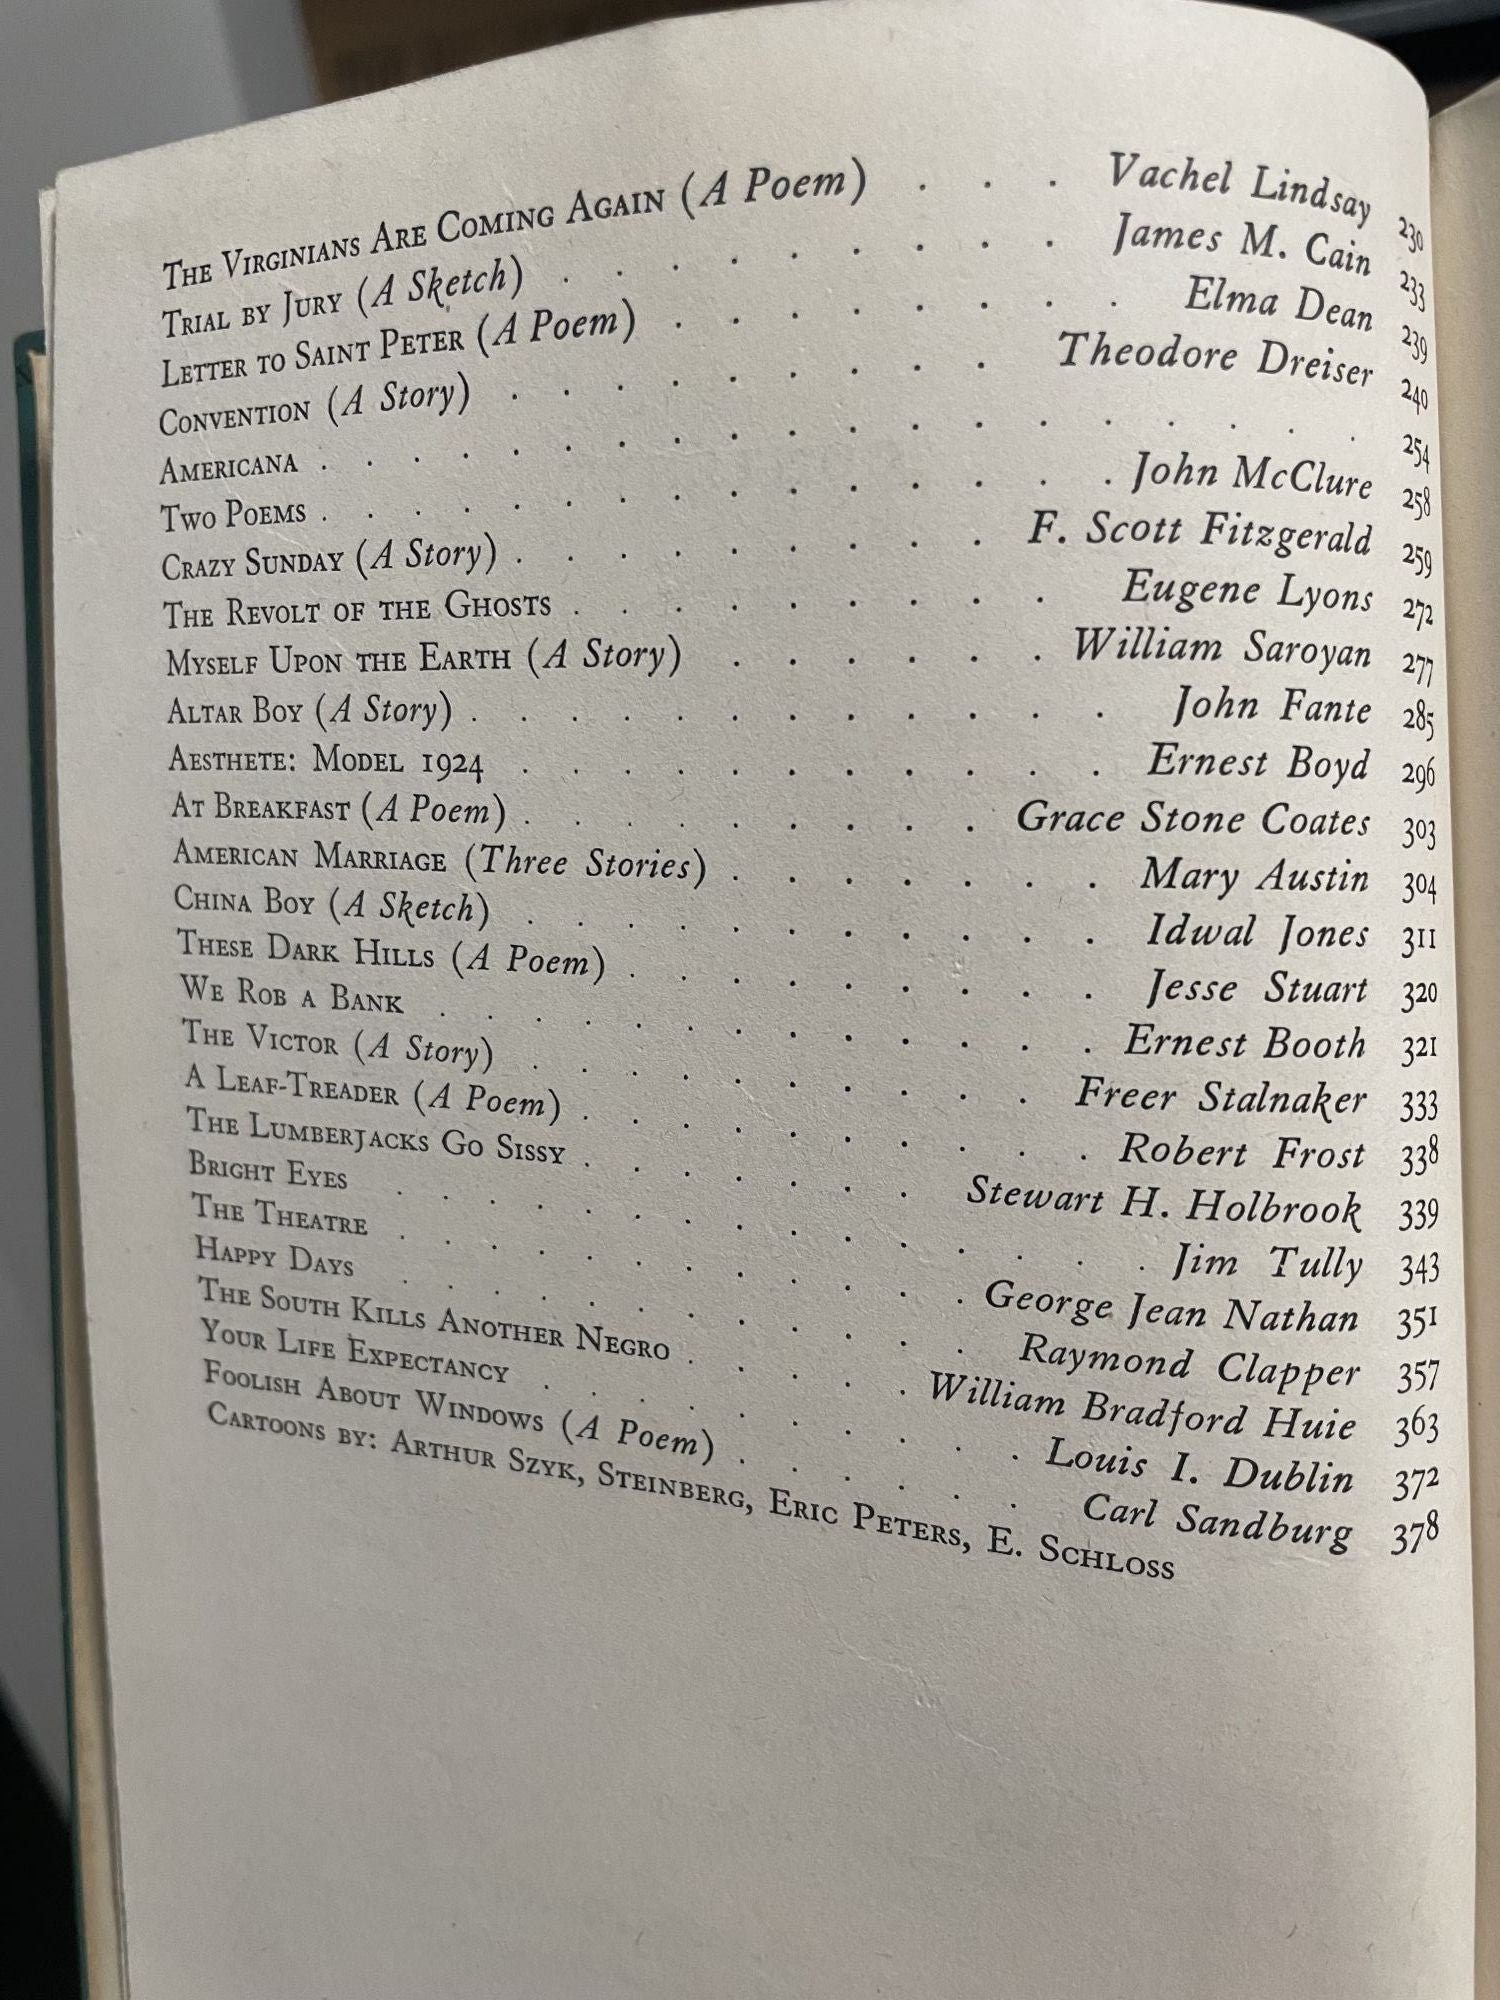 The Virginians Are Coming Again (A Poem) . . . Vachel Lindsay 230
Trial by Jury (A Sketch) . . . . . . . . . James M. Cain 233
Letter to Saint Peter (A Poem) . . . . . . . . Elma Dean 239
Convention (A Story) . . . . . . . . . Theodore Dreiser 240
Americana . . . . . . . . . . . . . . . . . . 254
Two Poems . . . . . . . . . . . . . . John McClure 258
Crazy Sunday (A Story) . . . . . . . . . F. Scott Fitzgerald 259
The Revolt of the Ghosts . . . . . . . . . Eugene Lyons 272
Myself Upon the Earth (A Story) . . . . . . William Saroyan 277
Altar Boy (A Story) . . . . . . . . . . . . John Fante 285
Aesthete: Model 1924 . . . . . . . . . . . Ernest Boyd 296
At Breakfast (A Poem) . . . . . . . . . Grace Stone Coates 303
American Marriage (Three Stories) . . . . . . . Mary Austin 304
China Boy (A Sketch) . . . . . . . . . . . Idwal Jones 311
These Dark Hills (A Poem) . . . . . . . . . Jesse Stuart 320
We Rob a Bank . . . . . . . . . . . . . Ernest Booth 321
The Victor (A Story) . . . . . . . . . . Freer Stalnaker 333
A Leaf-Treader (A Poem) . . . . . . . . . . Robert Frost 338
The Lumberjacks Go Sissy . . . . . . . Stewart H. Holbrook 339
Bright Eyes . . . . . . . . . . . . . . Jim Tully 343
The Theatre . . . . . . . . . . . George Jean Nathan 351
Happy Days . . . . . . . . . . . Raymond Clapper 357
The South Kills Another Negro . . . . . William Bradford Huie 363
Your Life Expectancy . . . . . . . . . . Louis I. Dublin 372
Foolish About Windows (A Poem) . . . . . . Carl Sandburg 378
Cartoons by: Arthur Szyk, Steinberg, Eric Peters, E. Schloss